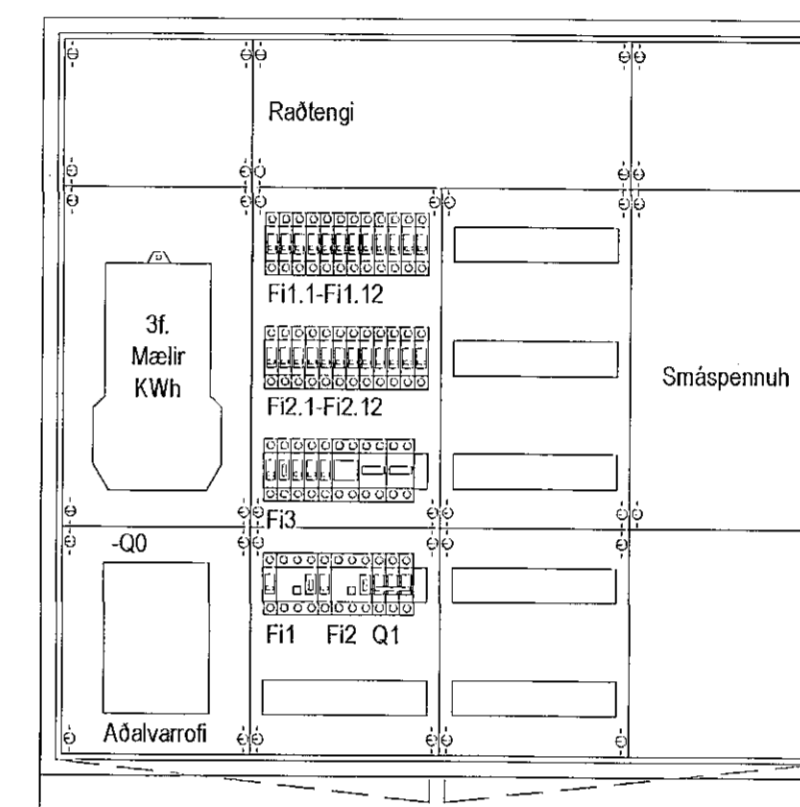 Raðtengi
Fi1.1-Fi1.12
3f.
Mælir
KWh
Smáspennuh
Fi2.1-Fi2.12
Fi3
-Q0
Fi1 Fi2 Q1
Aðalvarrofi